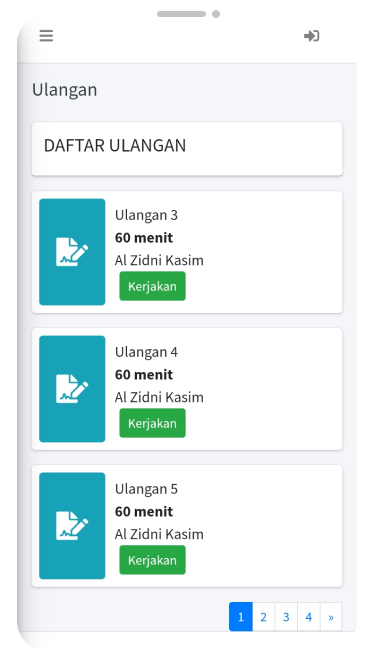 Ulangan
DAFTAR ULANGAN
Ulangan 3
60 menit
Al Zidni Kasim
Kerjakan
Ulangan 4
60 menit
Al Zidni Kasim
Kerjakan
Ulangan 5
60 menit
Al Zidni Kasim
Kerjakan
1 2 3 4 »